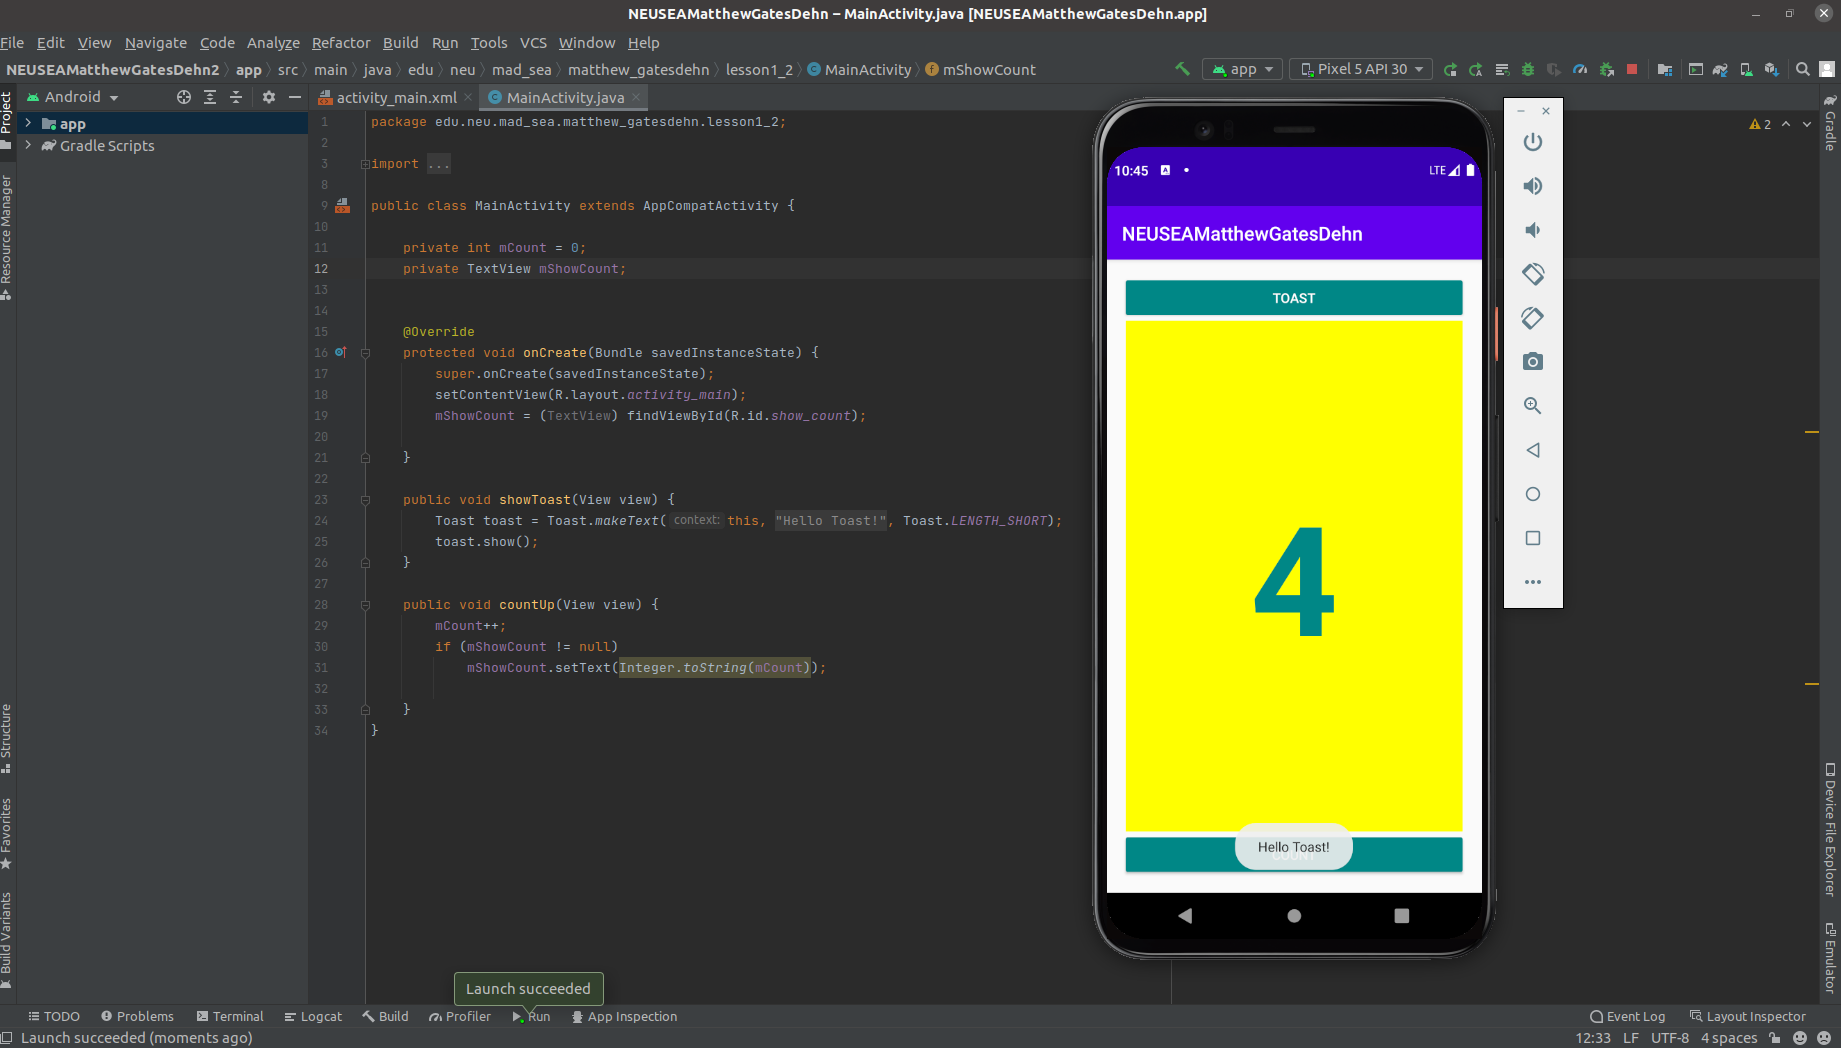 NEUSEAMatthewGatesDehn – MainActivity.java [NEUSEAMatthewGatesDehn.app]
File Edit View Navigate Code Analyze Refactor Build Run Tools VCS Window Help
NEUSEAMatthewGatesDehn2 app src main java edu neu mad_sea matthew_gatesdehn lesson1_2 MainActivity mShowCount
app Pixel 5 API 30
Android
activity_main.xml
MainActivity.java
Project
Resource Manager
Structure
Favorites
Build Variants
app
Gradle Scripts
1 package edu.neu.mad_sea.matthew_gatesdehn.lesson1_2;
2
3 import ...
8
9 public class MainActivity extends AppCompatActivity {
10
11 private int mCount = 0;
12 private TextView mShowCount;
13
14
15 @Override
16 protected void onCreate(Bundle savedInstanceState) {
17 super.onCreate(savedInstanceState);
18 setContentView(R.layout.activity_main);
19 mShowCount = (TextView) findViewById(R.id.show_count);
20
21 }
22
23 public void showToast(View view) {
24 Toast toast = Toast.makeText( context: this, "Hello Toast!", Toast.LENGTH_SHORT);
25 toast.show();
26 }
27
28 public void countUp(View view) {
29 mCount++;
30 if (mShowCount != null)
31 mShowCount.setText(Integer.toString(mCount));
32
33 }
34 }
2
10:45 LTE
NEUSEAMatthewGatesDehn
TOAST
4
COUNT
Hello Toast!
Gradle
Device File Explorer
Emulator
Launch succeeded
TODO Problems Terminal Logcat Build Profiler Run App Inspection Event Log Layout Inspector
Launch succeeded (moments ago) 12:33 LF UTF-8 4 spaces